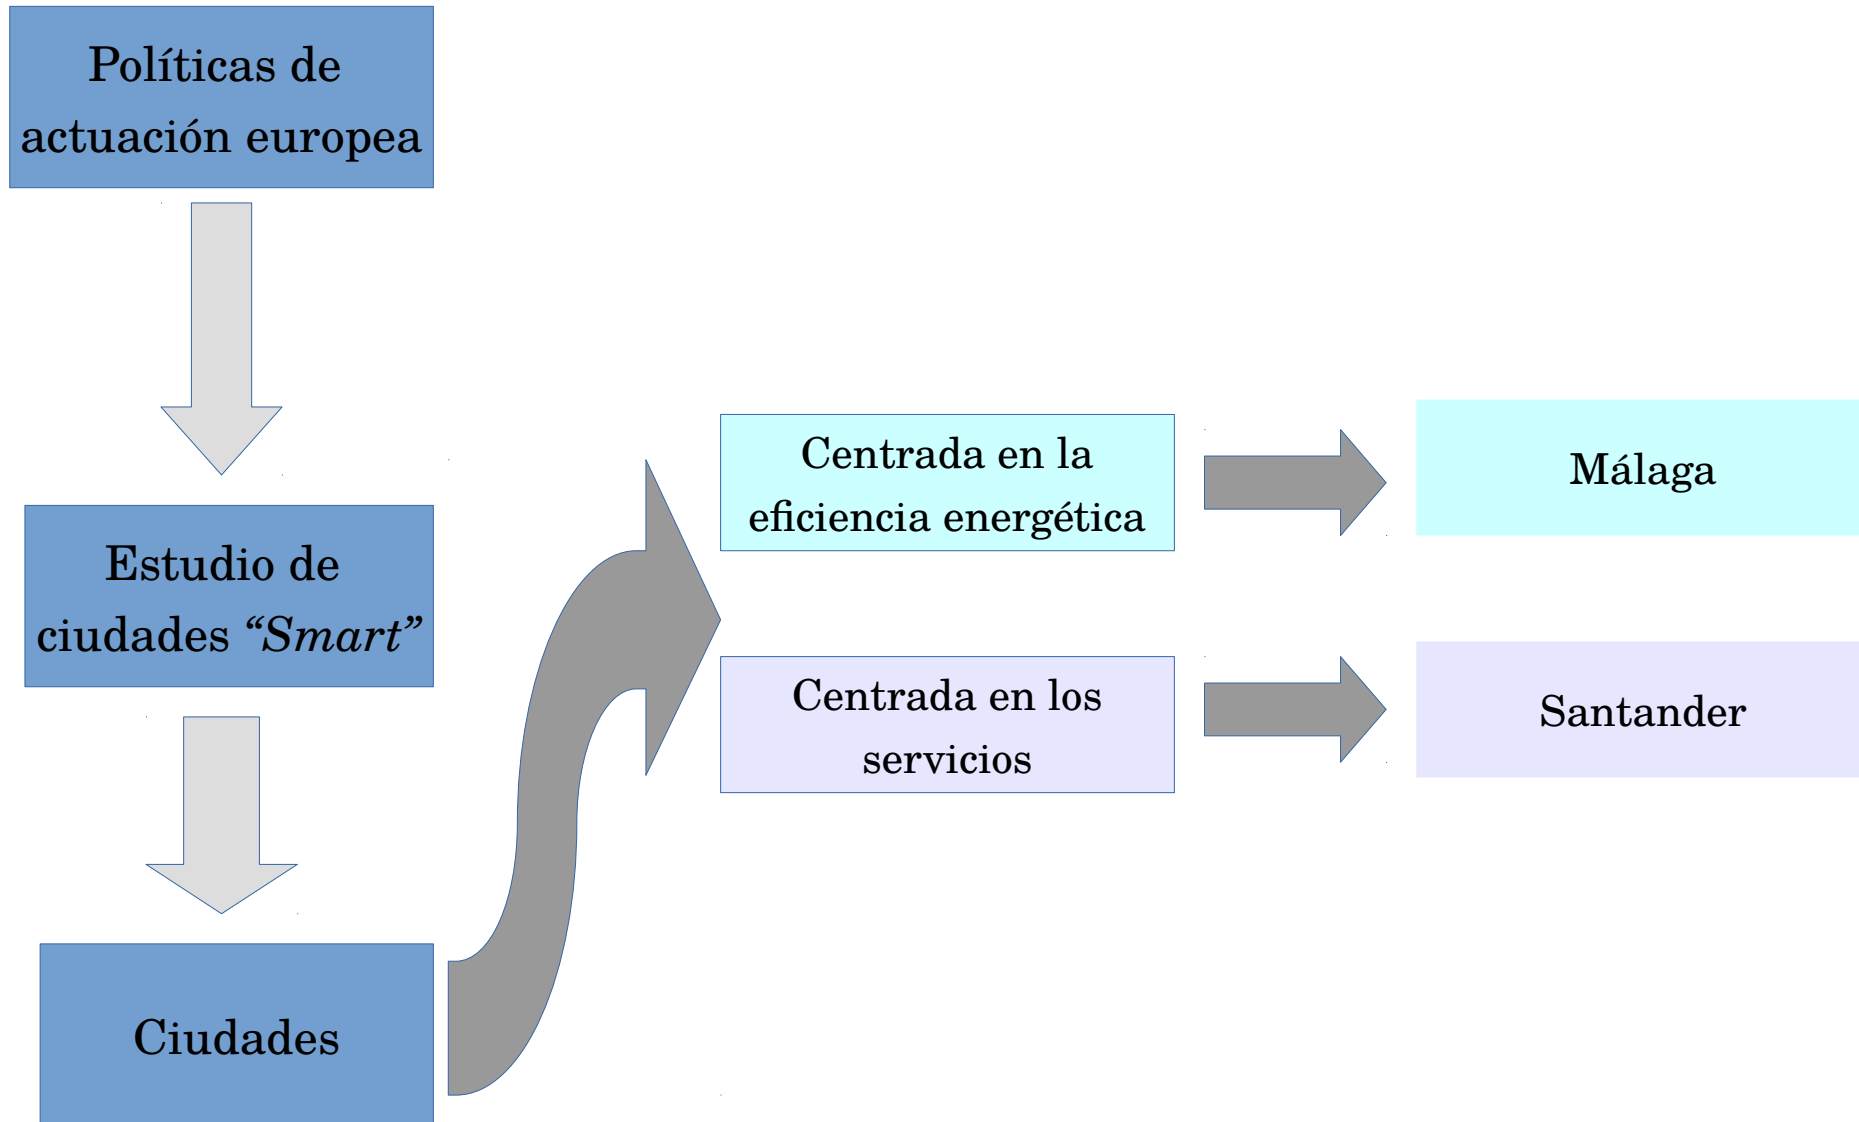 Políticas de
actuación europea
Estudio de
ciudades “Smart”
Ciudades
Centrada en la
eficiencia energética
Málaga
Centrada en los
servicios
Santander